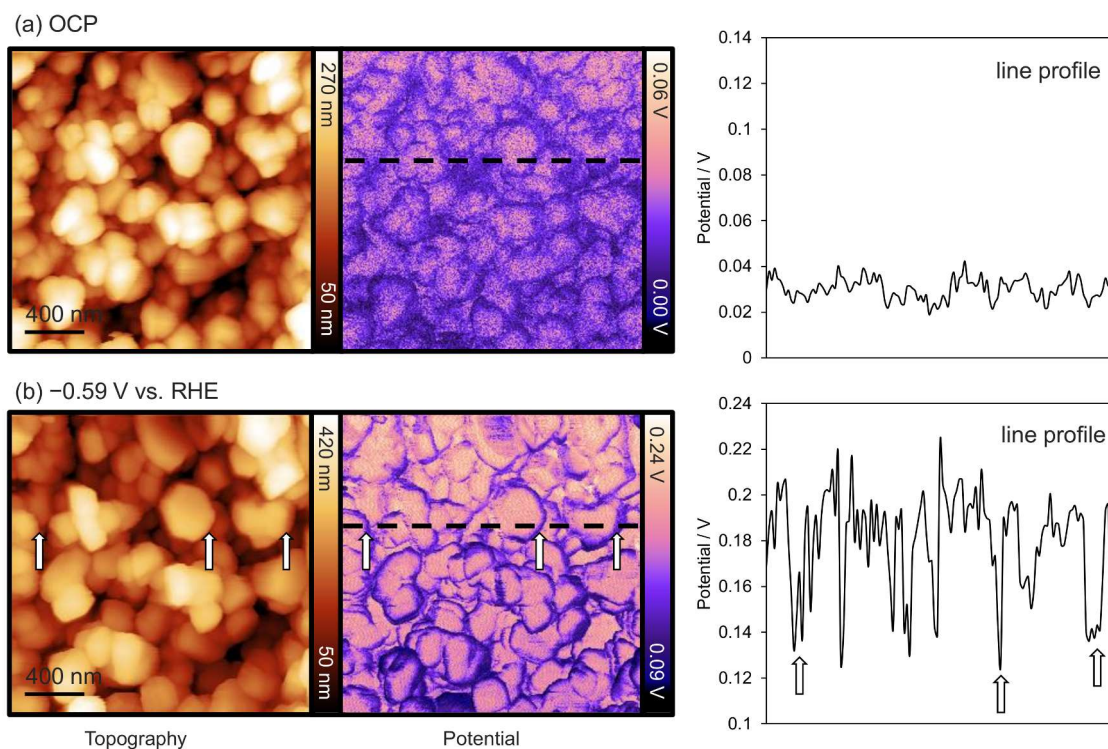 (a) OCP
270 nm
50 nm
400 nm
0.06 V
0.00 V
line profile
Potential / V
0.14
0.12
0.1
0.08
0.06
0.04
0.02
0
(b) −0.59 V vs. RHE
420 nm
50 nm
400 nm
0.24 V
0.09 V
line profile
Potential / V
0.24
0.22
0.2
0.18
0.16
0.14
0.12
0.1
Topography
Potential